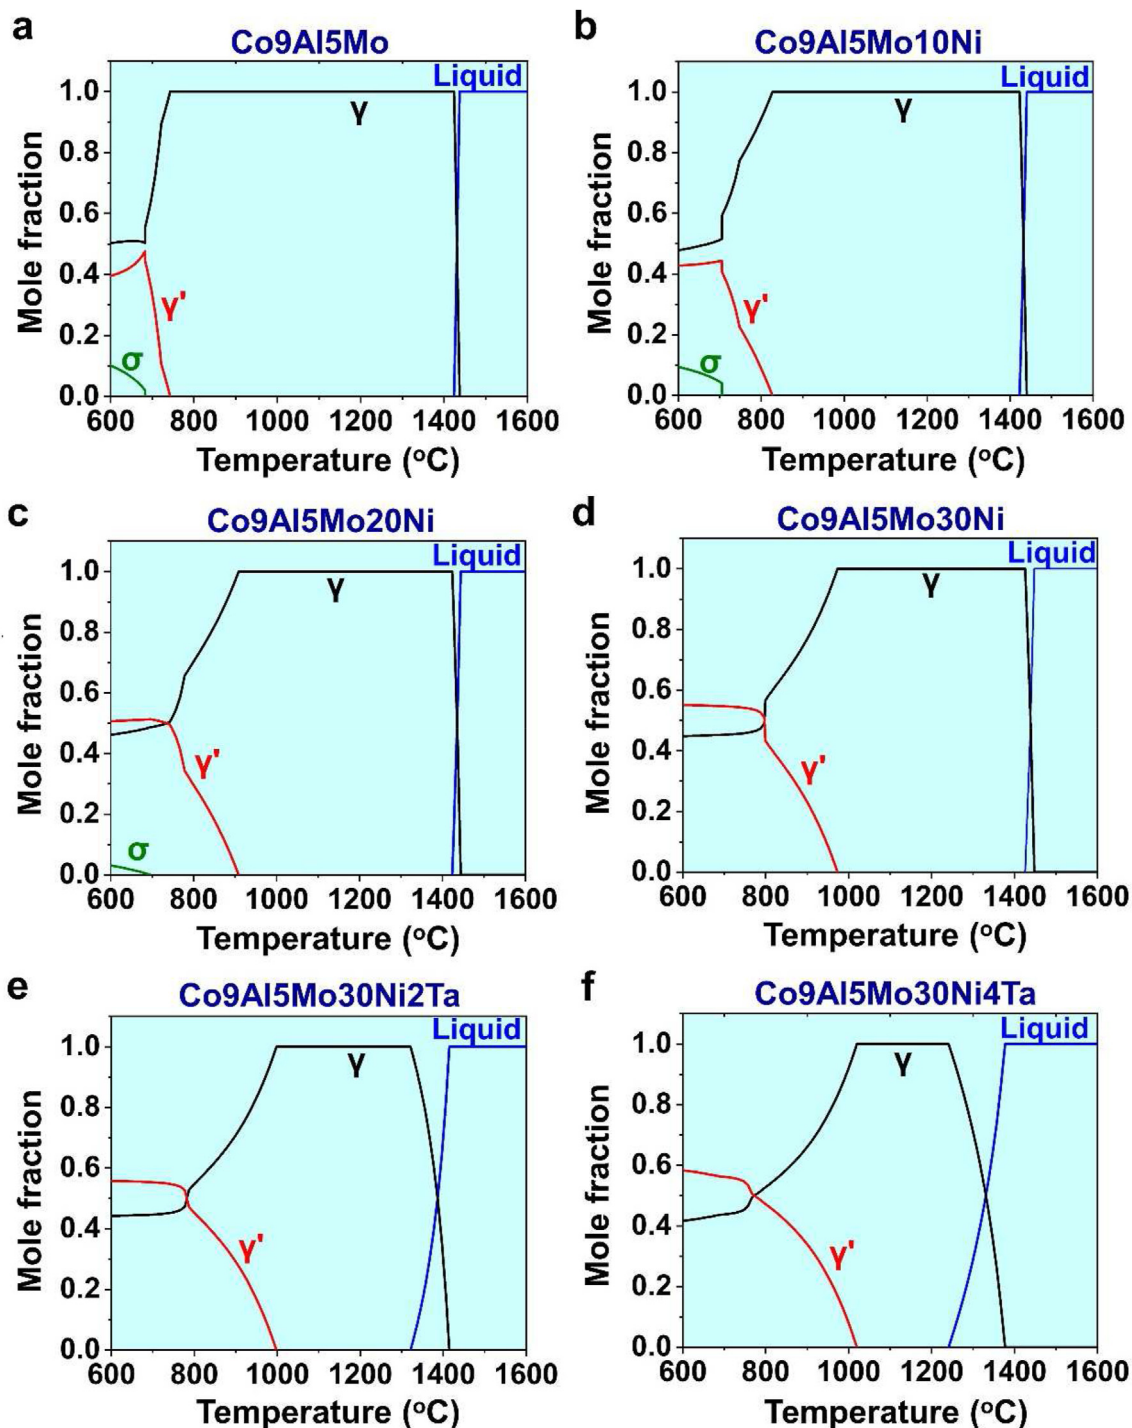 a
Co9Al5Mo
Liquid
γ
γ'
σ
1.0
0.8
0.6
0.4
0.2
0.0
Mole fraction
600 800 1000 1200 1400 1600
Temperature (oC)
b
Co9Al5Mo10Ni
Liquid
γ
γ'
σ
1.0
0.8
0.6
0.4
0.2
0.0
Mole fraction
600 800 1000 1200 1400 1600
Temperature (oC)
c
Co9Al5Mo20Ni
Liquid
γ
γ'
σ
1.0
0.8
0.6
0.4
0.2
0.0
Mole fraction
600 800 1000 1200 1400 1600
Temperature (oC)
d
Co9Al5Mo30Ni
Liquid
γ
γ'
1.0
0.8
0.6
0.4
0.2
0.0
Mole fraction
600 800 1000 1200 1400 1600
Temperature (oC)
e
Co9Al5Mo30Ni2Ta
Liquid
γ
γ'
1.0
0.8
0.6
0.4
0.2
0.0
Mole fraction
600 800 1000 1200 1400 1600
Temperature (oC)
f
Co9Al5Mo30Ni4Ta
Liquid
γ
γ'
1.0
0.8
0.6
0.4
0.2
0.0
Mole fraction
600 800 1000 1200 1400 1600
Temperature (oC)